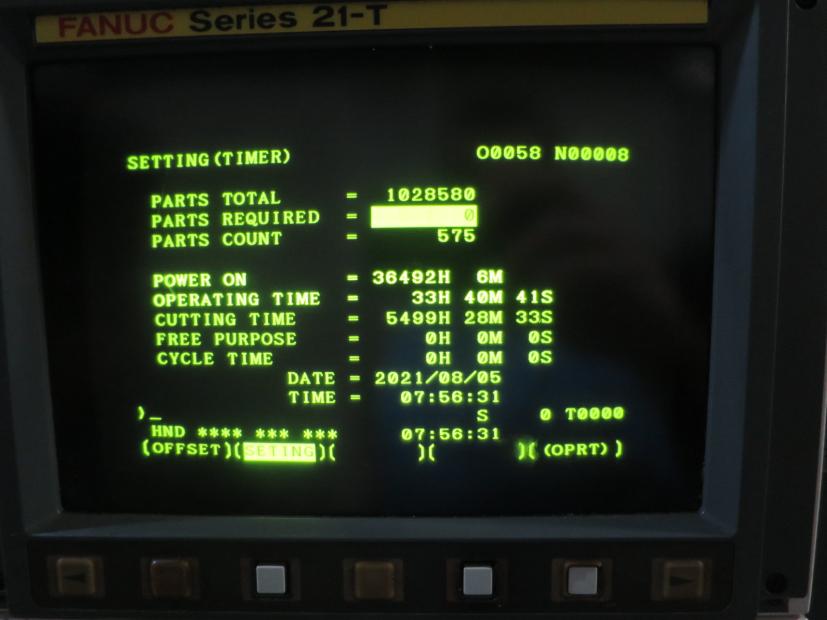 FANUC Series 21-T
SETTING(TIMER) O0058 N00008
PARTS TOTAL = 1028580
PARTS REQUIRED = 0
PARTS COUNT = 575
POWER ON = 36492H 6M
OPERATING TIME = 33H 40M 41S
CUTTING TIME = 5499H 28M 33S
FREE PURPOSE = 0H 0M 0S
CYCLE TIME = 0H 0M 0S
DATE = 2021/08/05
TIME = 07:56:31
)_ S 0 T0000
HND **** *** *** 07:56:31
(OFFSET)(SETING)( )( )((OPRT))